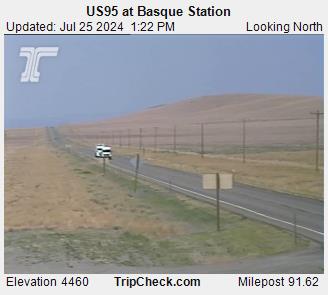 US95 at Basque Station
Updated: Jul 25 2024 1:22 PM Looking North
Elevation 4460 TripCheck.com Milepost 91.62